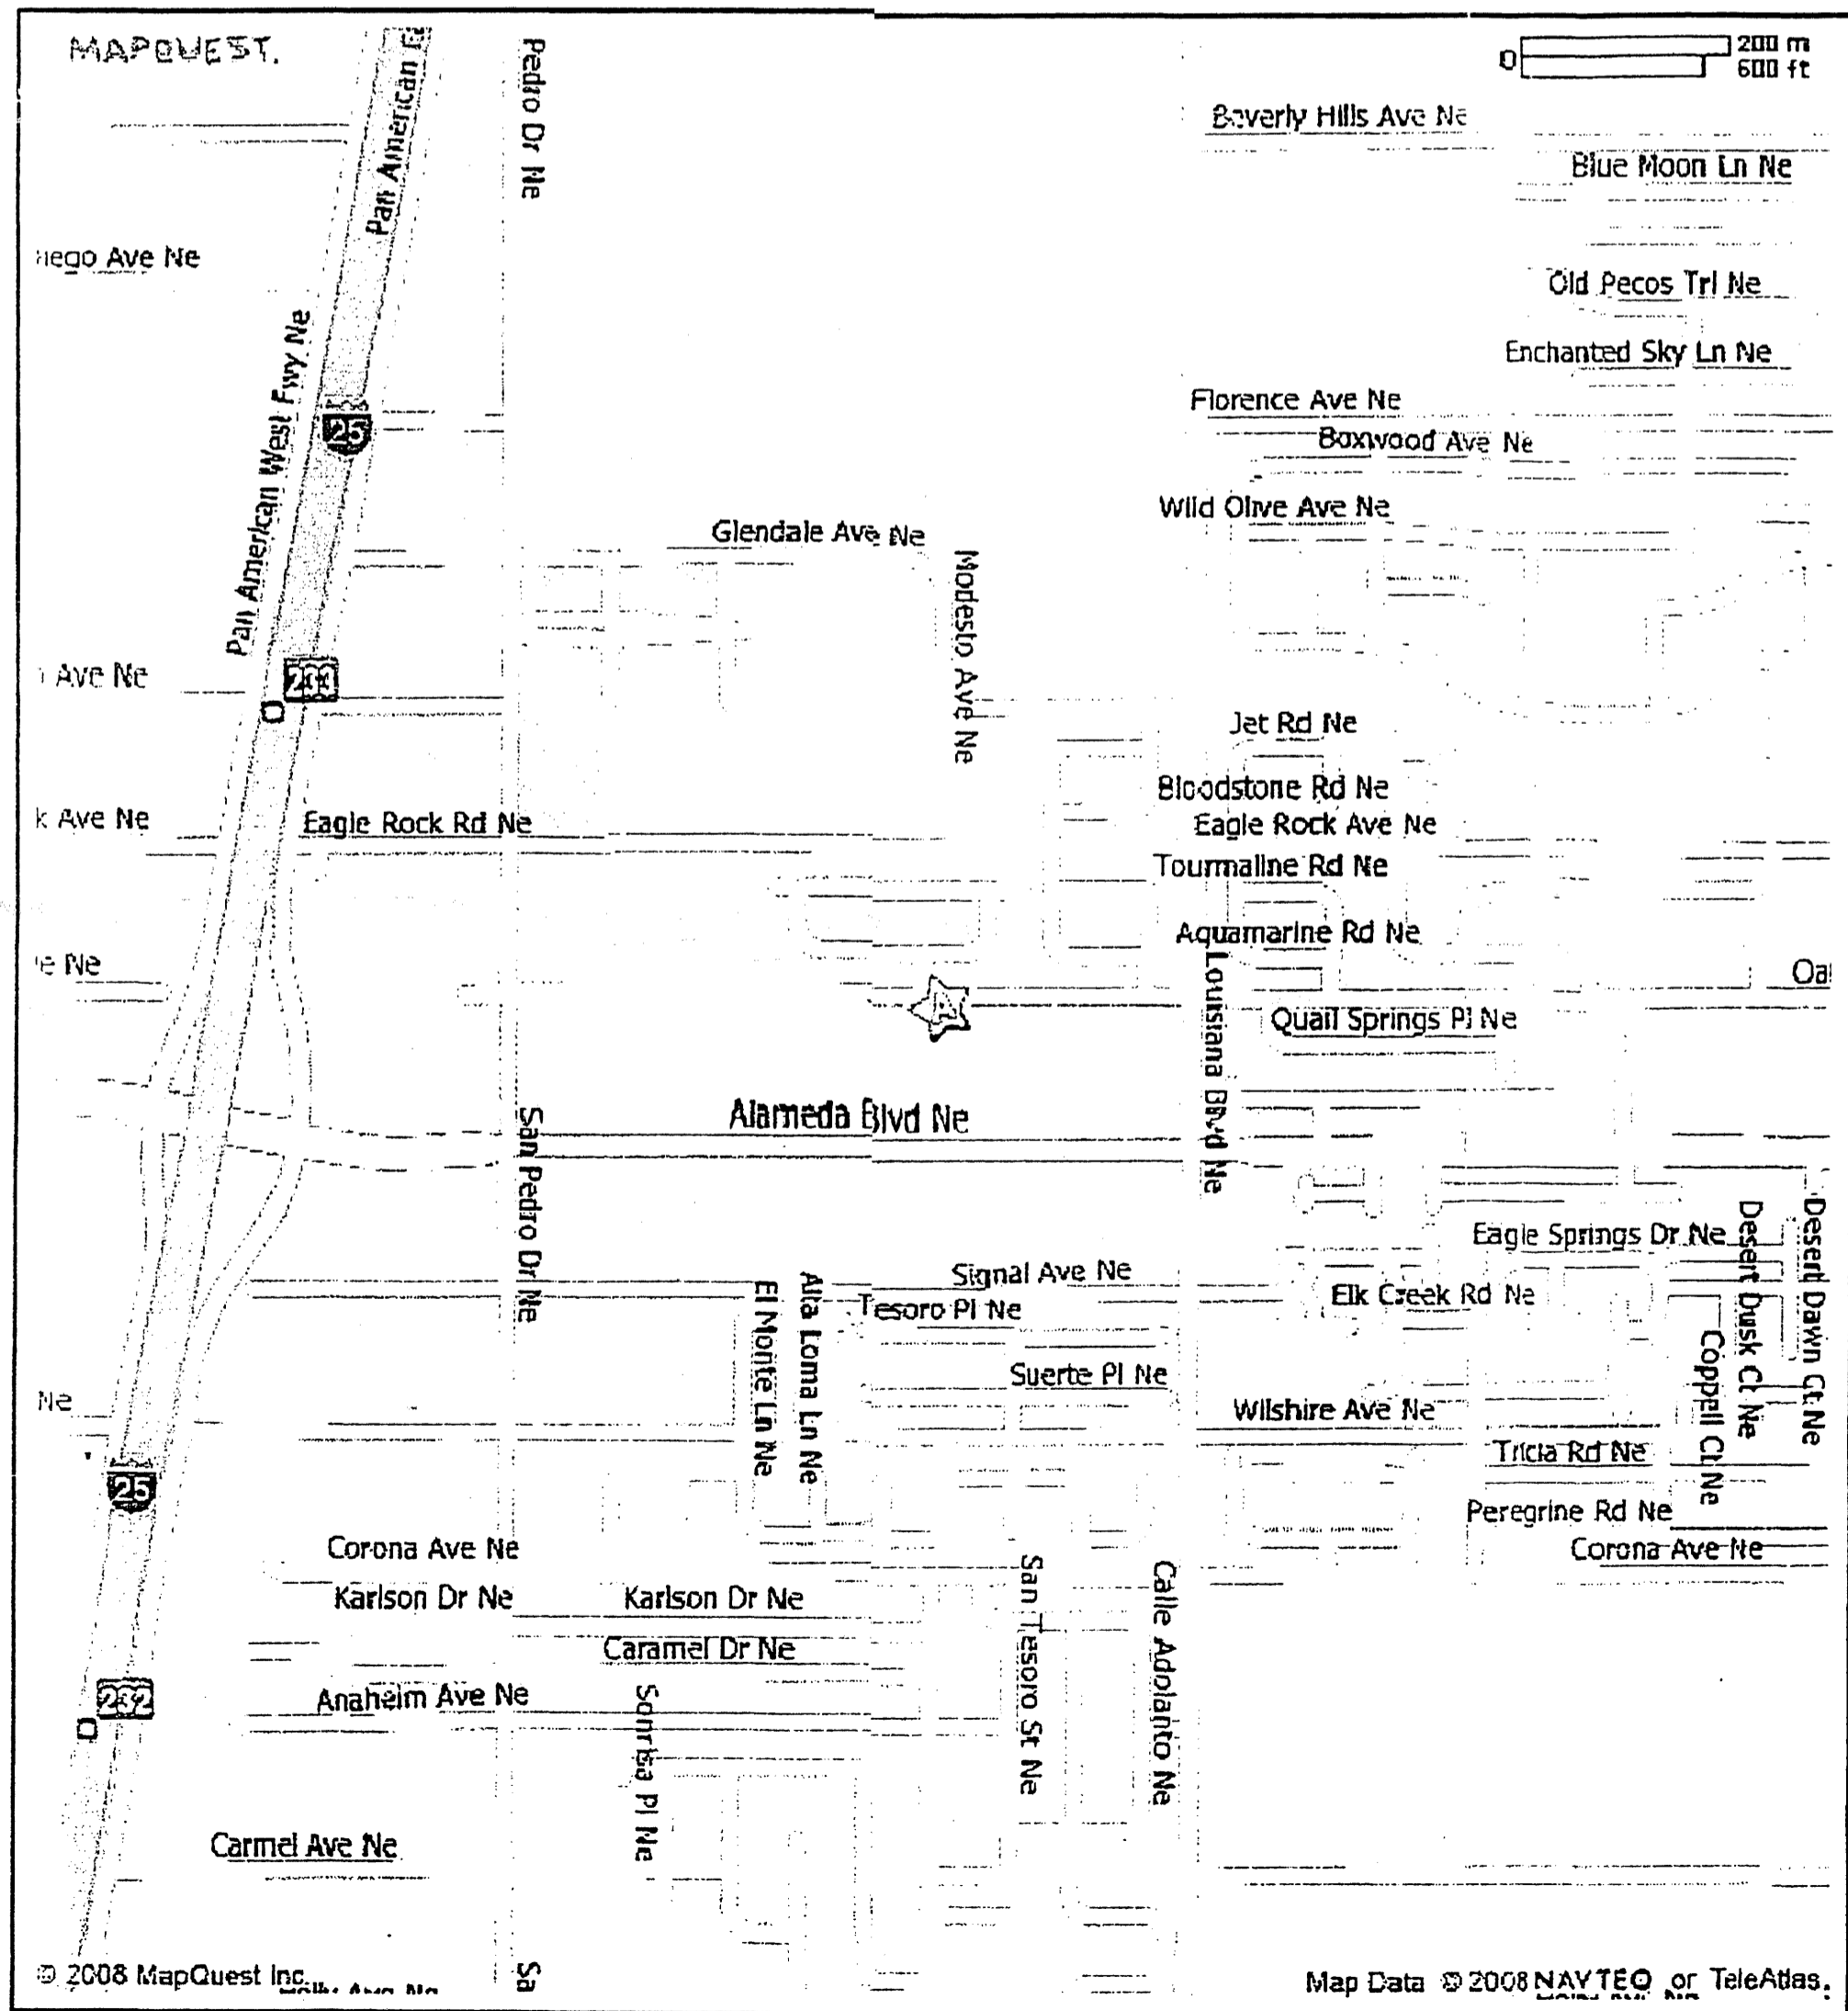 MAPQUEST.
200 m
0
600 ft
Pan American
Pedro Dr Ne
Beverly Hills Ave Ne
Blue Moon Ln Ne
iego Ave Ne
Old Pecos Trl Ne
Pan American West Fwy Ne
Enchanted Sky Ln Ne
Florence Ave Ne
25
Boxwood Ave Ne
Wild Olive Ave Ne
Glendale Ave Ne
Modesto Ave Ne
Ave Ne
233
Jet Rd Ne
Bloodstone Rd Ne
k Ave Ne
Eagle Rock Rd Ne
Eagle Rock Ave Ne
Tourmaline Rd Ne
Aquamarine Rd Ne
e Ne
Louisiana Blvd Ne
Oa
A
Quail Springs Pl Ne
Alameda Blvd Ne
San Pedro Dr Ne
Eagle Springs Dr Ne
Desert Dusk Ct Ne
Desert Dawn Ct Ne
Signal Ave Ne
El Monte Ln Ne
Alta Loma Ln Ne
Tesoro Pl Ne
Elk Creek Rd Ne
Coppell Ct Ne
Suerte Pl Ne
Ne
Wilshire Ave Ne
Tricia Rd Ne
25
Peregrine Rd Ne
Corona Ave Ne
Corona Ave Ne
San Tesoro St Ne
Calle Adolanto Ne
Karlson Dr Ne
Karlson Dr Ne
Caramel Dr Ne
232
Anaheim Ave Ne
Sonrisa Pl Ne
Carmel Ave Ne
© 2008 MapQuest Inc.
Sa
Map Data © 2008 NAVTEQ or TeleAtlas.